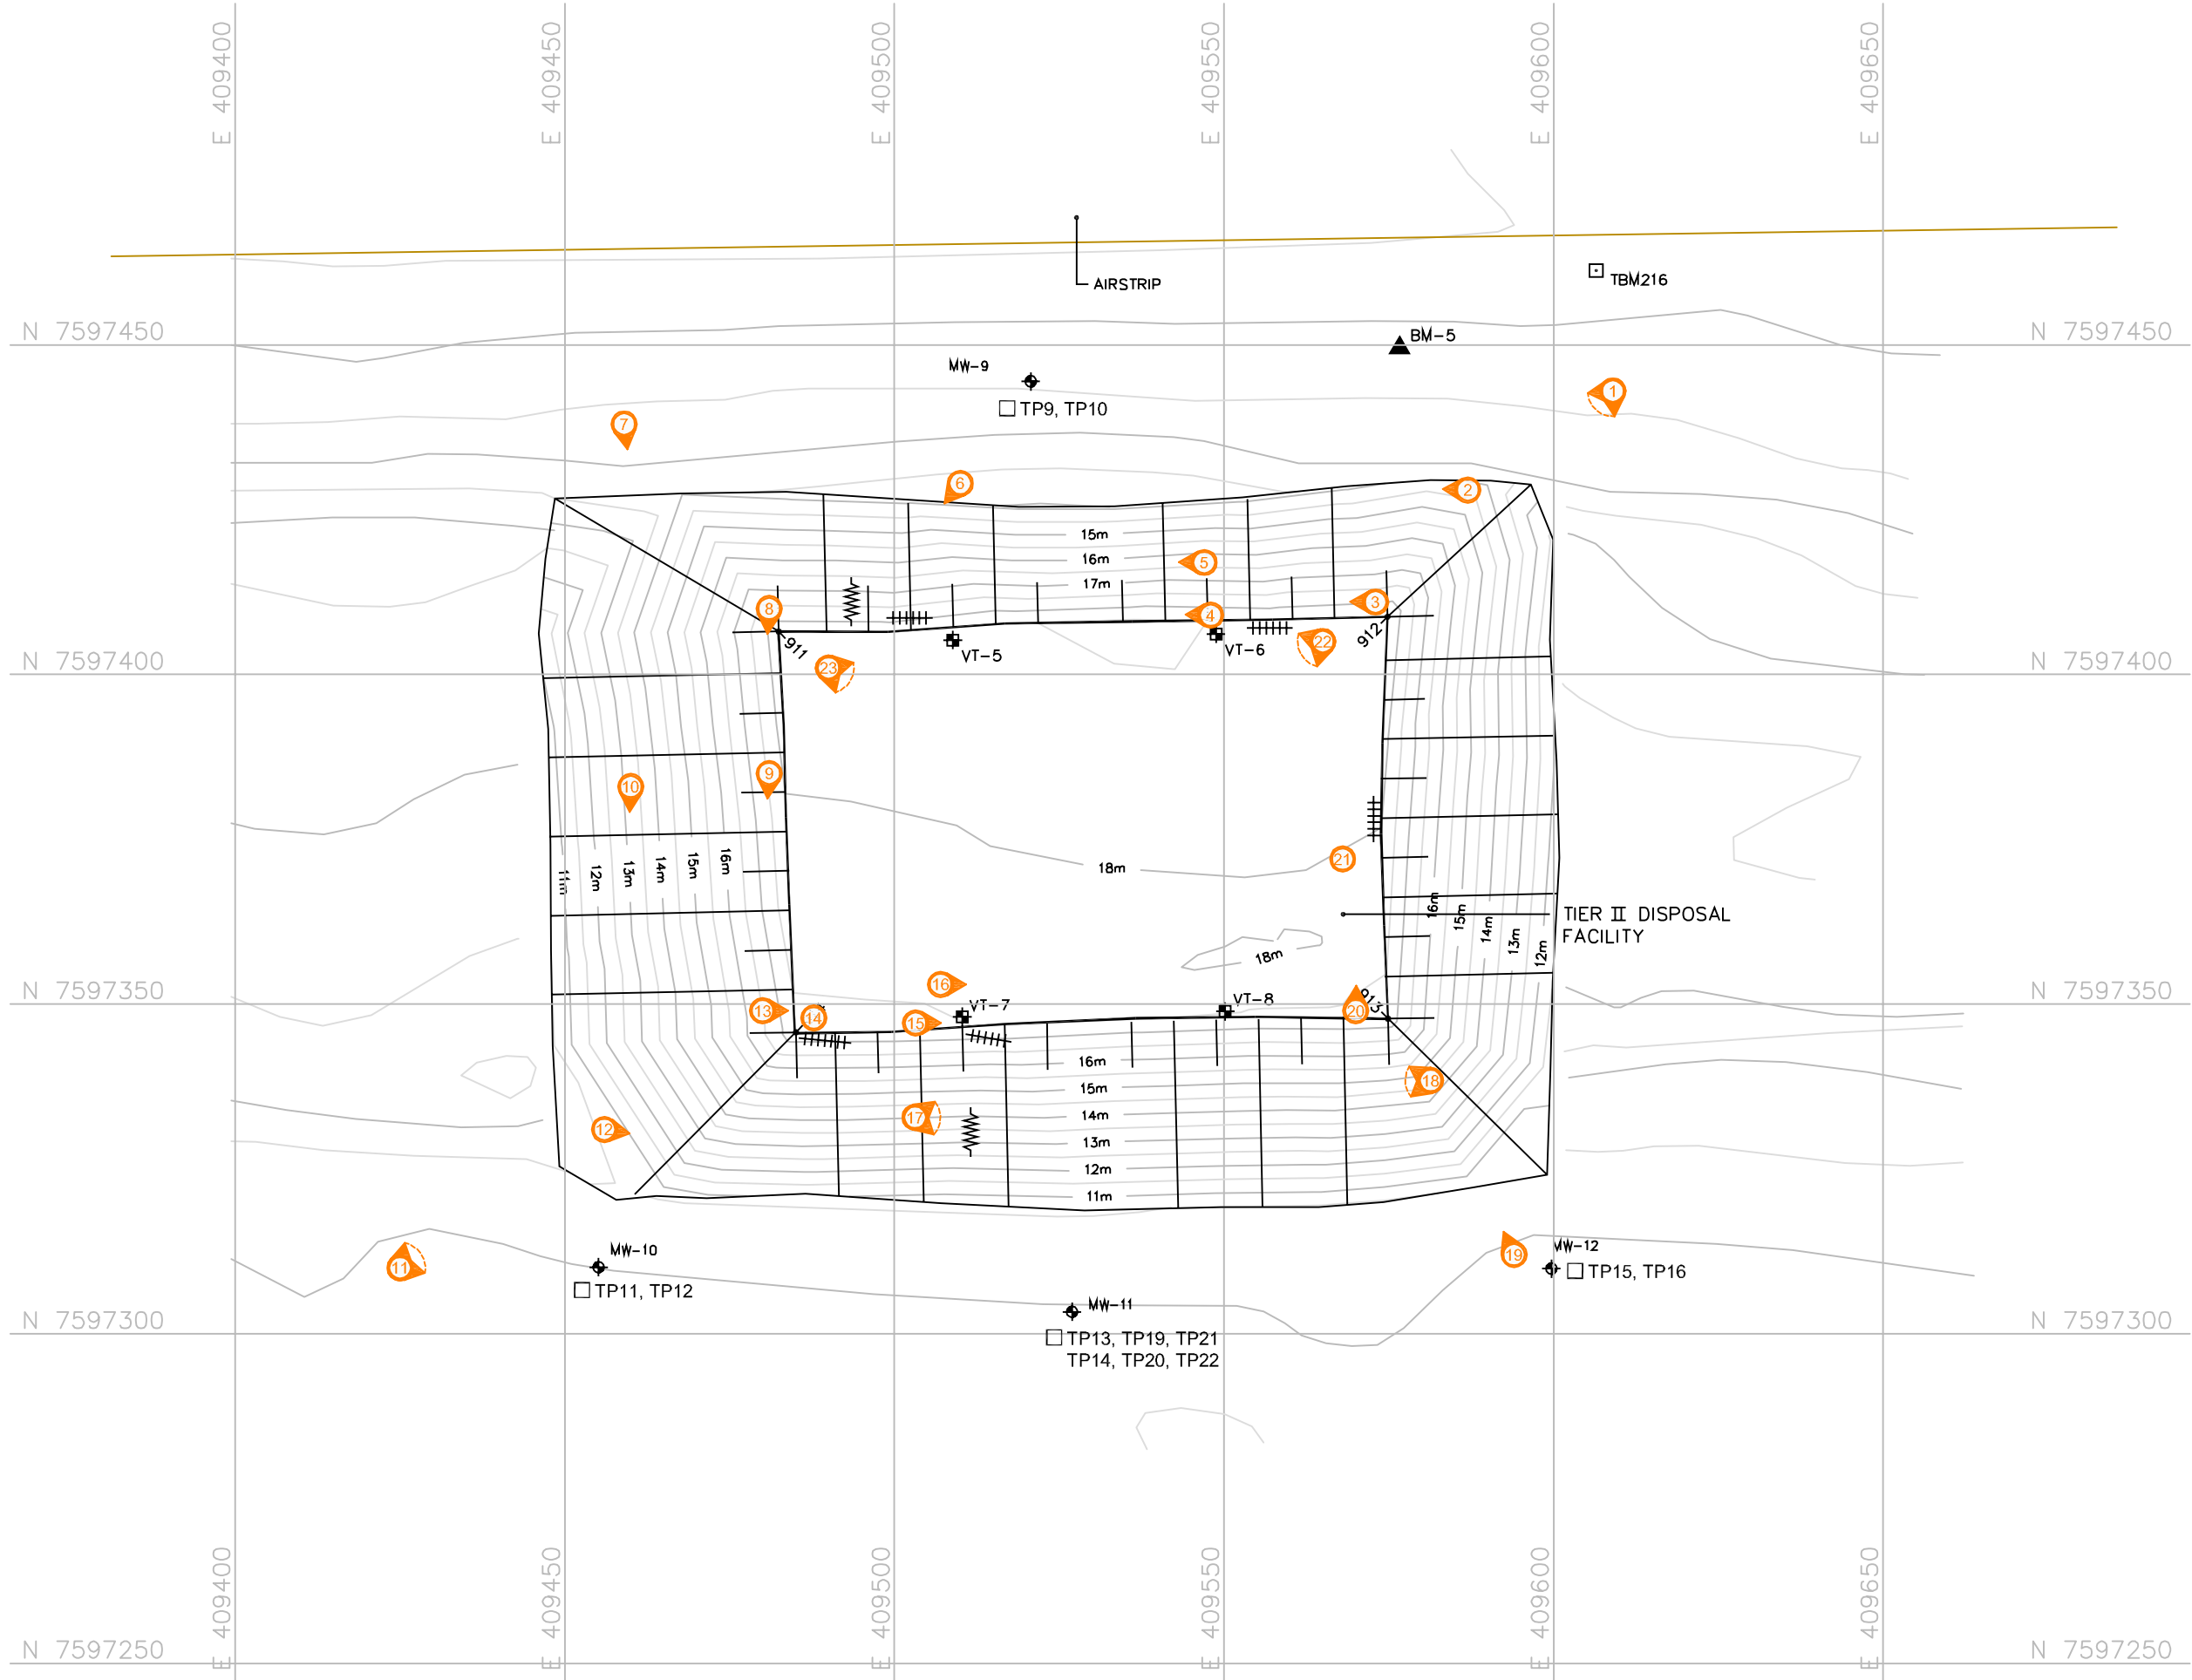 E 409400
E 409450
E 409500
E 409550
E 409600
E 409650
AIRSTRIP
TBM216
N 7597450
N 7597450
BM-5
MW-9
TP9, TP10
1
7
6
2
15m
16m
5
17m
8
3
4
911
912
VT-5
VT-6
22
23
N 7597400
N 7597400
9
10
11m
12m
13m
14m
15m
16m
18m
21
16m
15m
14m
13m
12m
TIER II DISPOSAL
FACILITY
18m
16
N 7597350
N 7597350
13
14
15
VT-7
VT-8
20
913
16m
15m
18
14m
17
12
13m
12m
11m
11
MW-10
19
MW-12
TP11, TP12
TP15, TP16
MW-11
N 7597300
N 7597300
TP13, TP19, TP21
TP14, TP20, TP22
E 409400
E 409450
E 409500
E 409550
E 409600
E 409650
N 7597250
N 7597250